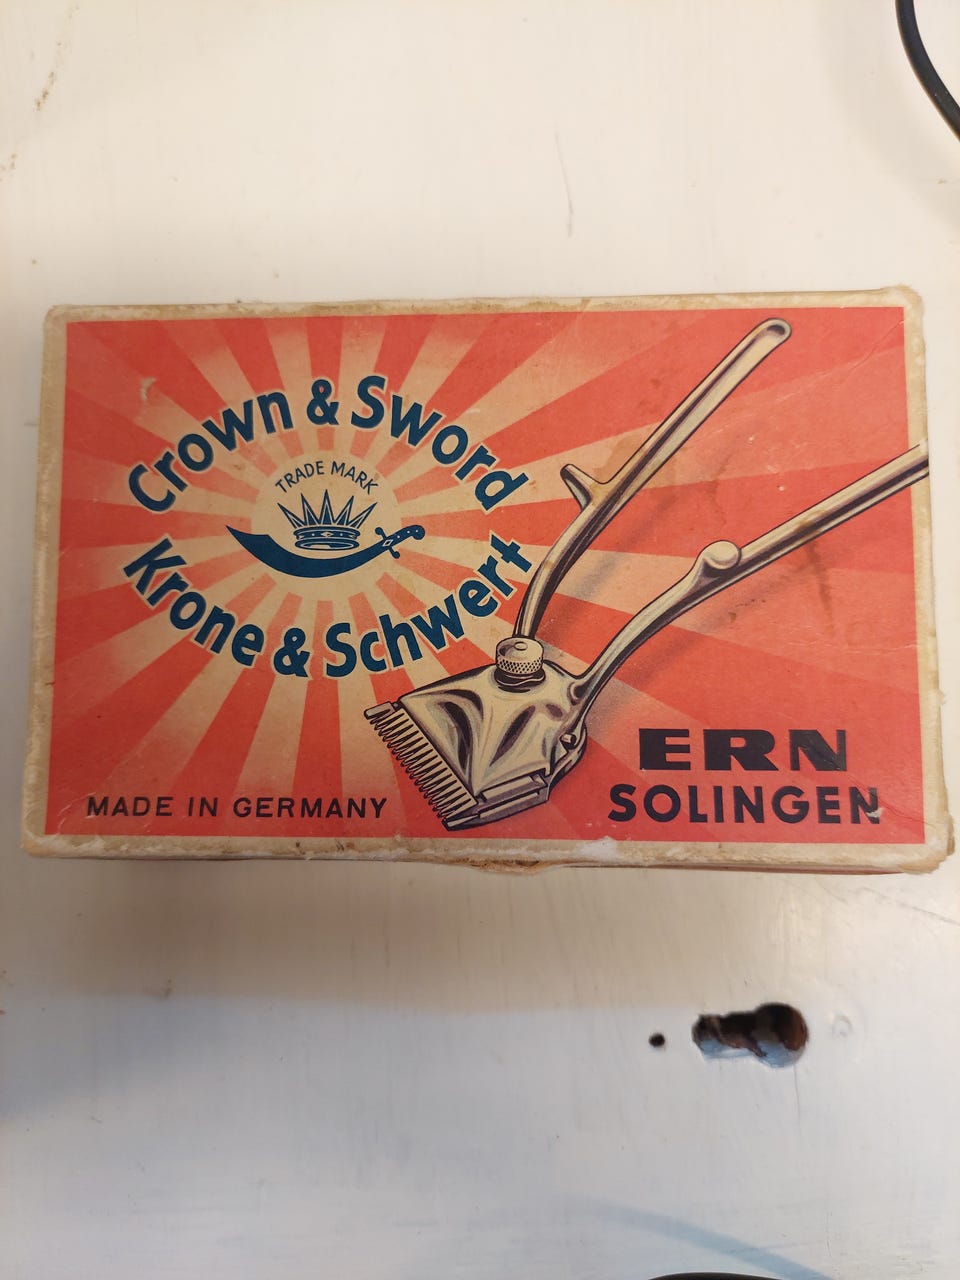 Crown & Sword
TRADE MARK
Krone & Schwert
ERN
SOLINGEN
MADE IN GERMANY